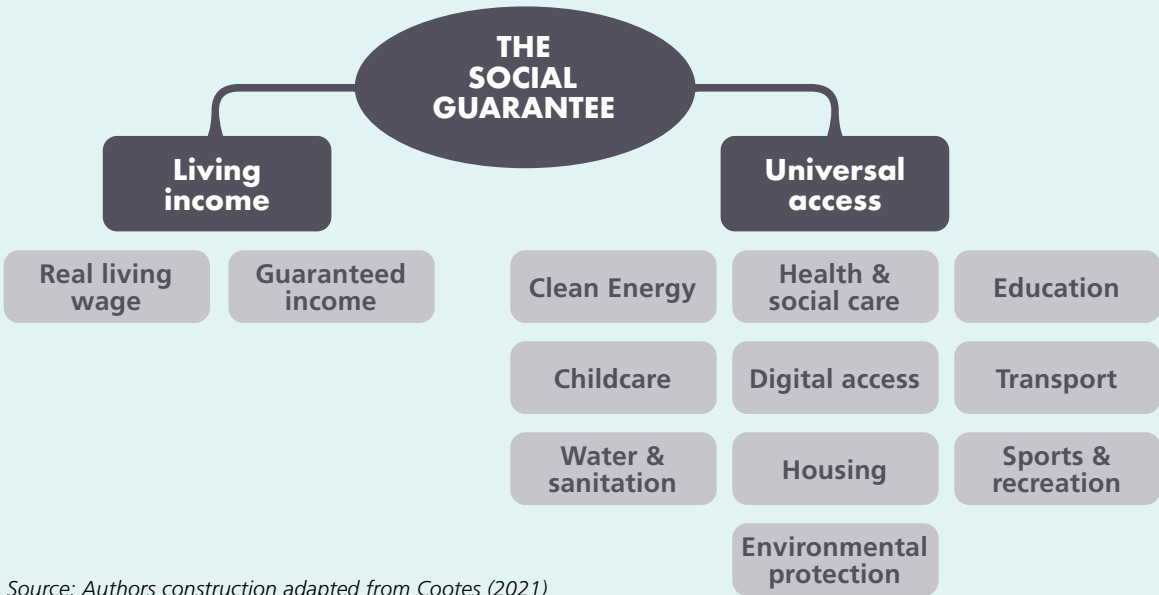 THE
SOCIAL
GUARANTEE
Living
income
Universal
access
Real living
wage
Guaranteed
income
Clean Energy
Health &
social care
Education
Childcare
Digital access
Transport
Water &
sanitation
Housing
Sports &
recreation
Environmental
protection
Source: Authors construction adapted from Cootes (2021)